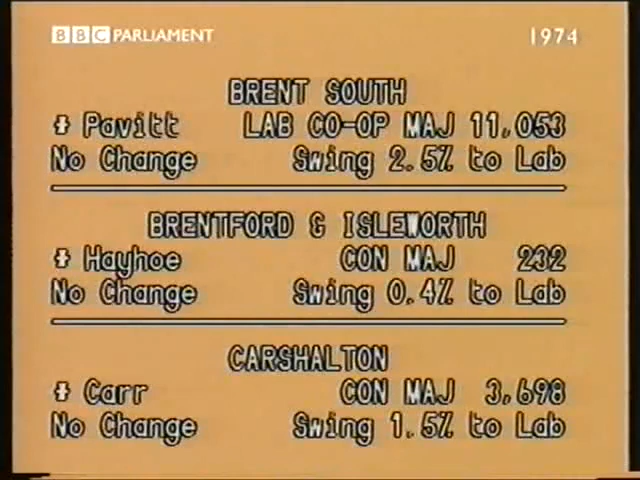 BBC PARLIAMENT 1974
BRENT SOUTH
* Pavitt LAB CO-OP MAJ 11,053
No Change Swing 2.5% to Lab
BRENTFORD & ISLEWORTH
* Hayhoe CON MAJ 232
No Change Swing 0.4% to Lab
CARSHALTON
* Carr CON MAJ 3,698
No Change Swing 1.5% to Lab